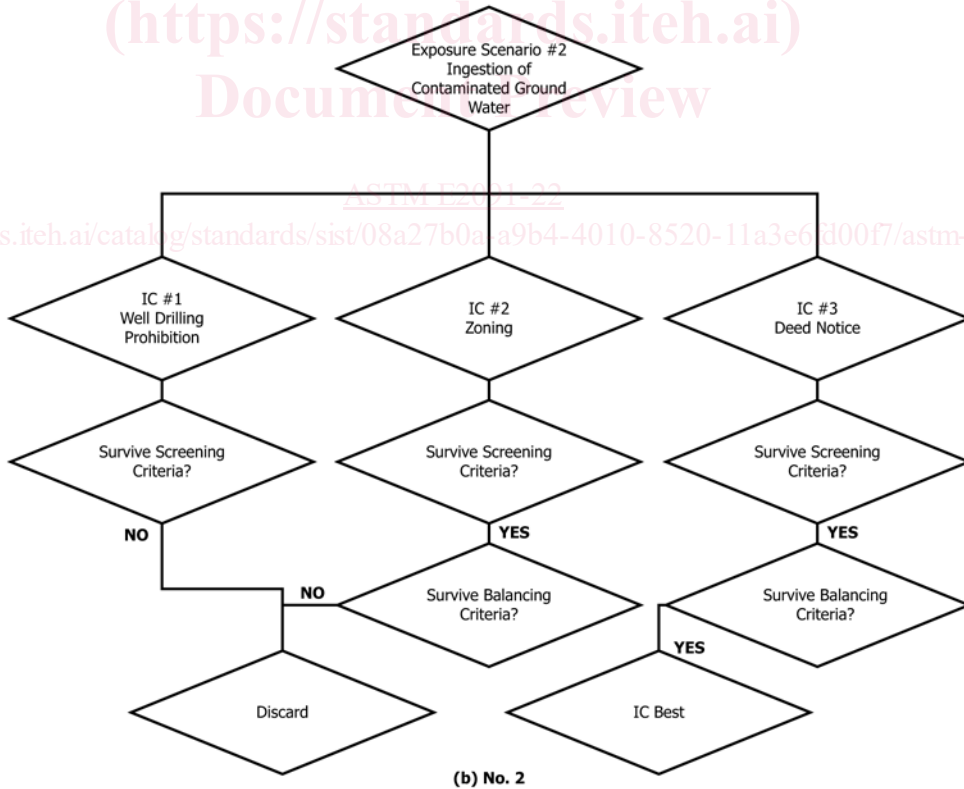 (https://standards.iteh.ai)
Document Preview
Exposure Scenario #2
Ingestion of
Contaminated Ground
Water
ASTM E2091-22
s.iteh.ai/catalog/standards/sist/08a27b0a-a9b4-4010-8520-11a3e6fd00f7/astm-
IC #1
Well Drilling
Prohibition
IC #2
Zoning
IC #3
Deed Notice
Survive Screening
Criteria?
Survive Screening
Criteria?
Survive Screening
Criteria?
NO
YES
YES
NO
Survive Balancing
Criteria?
Survive Balancing
Criteria?
YES
Discard
IC Best
(b) No. 2